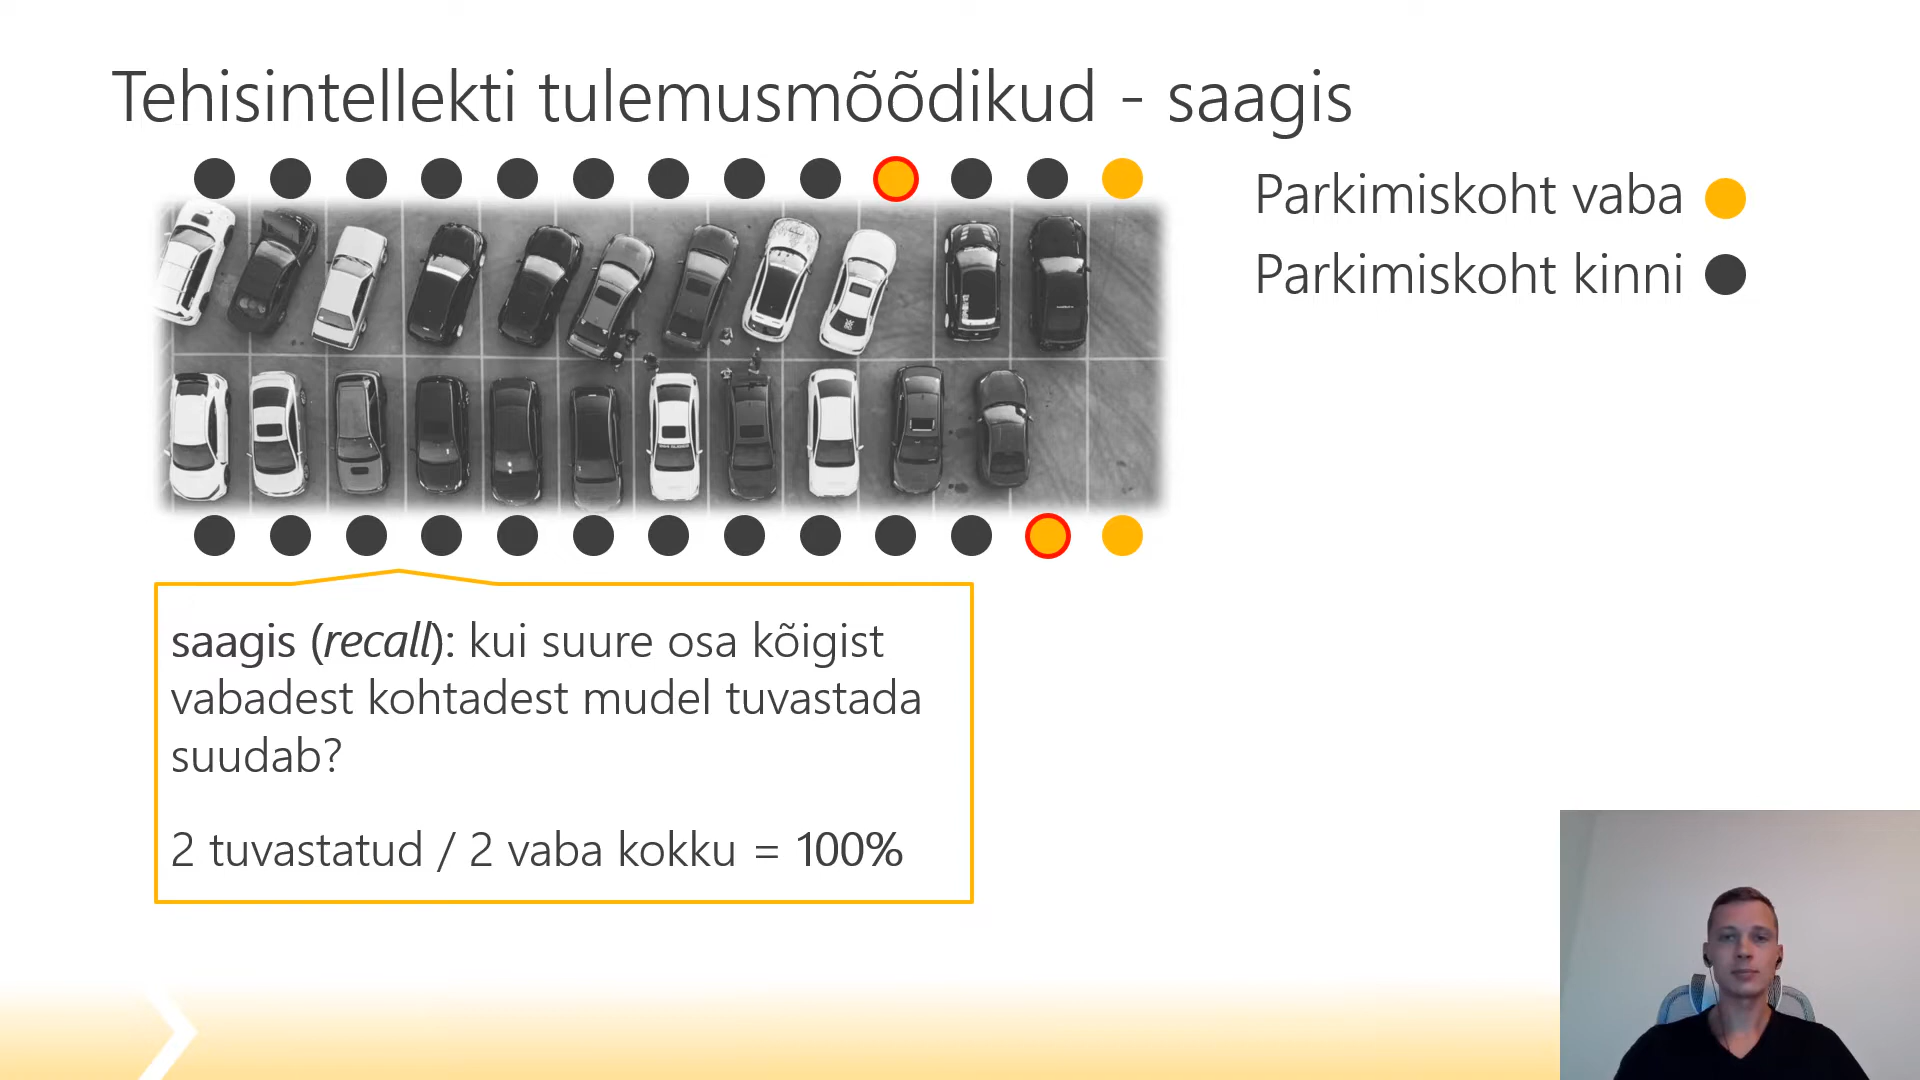 Tehisintellekti tulemusmõõdikud - saagis
Parkimiskoht vaba
Parkimiskoht kinni
saagis (recall): kui suure osa kõigist
vabadest kohtadest mudel tuvastada
suudab?
2 tuvastatud / 2 vaba kokku = 100%